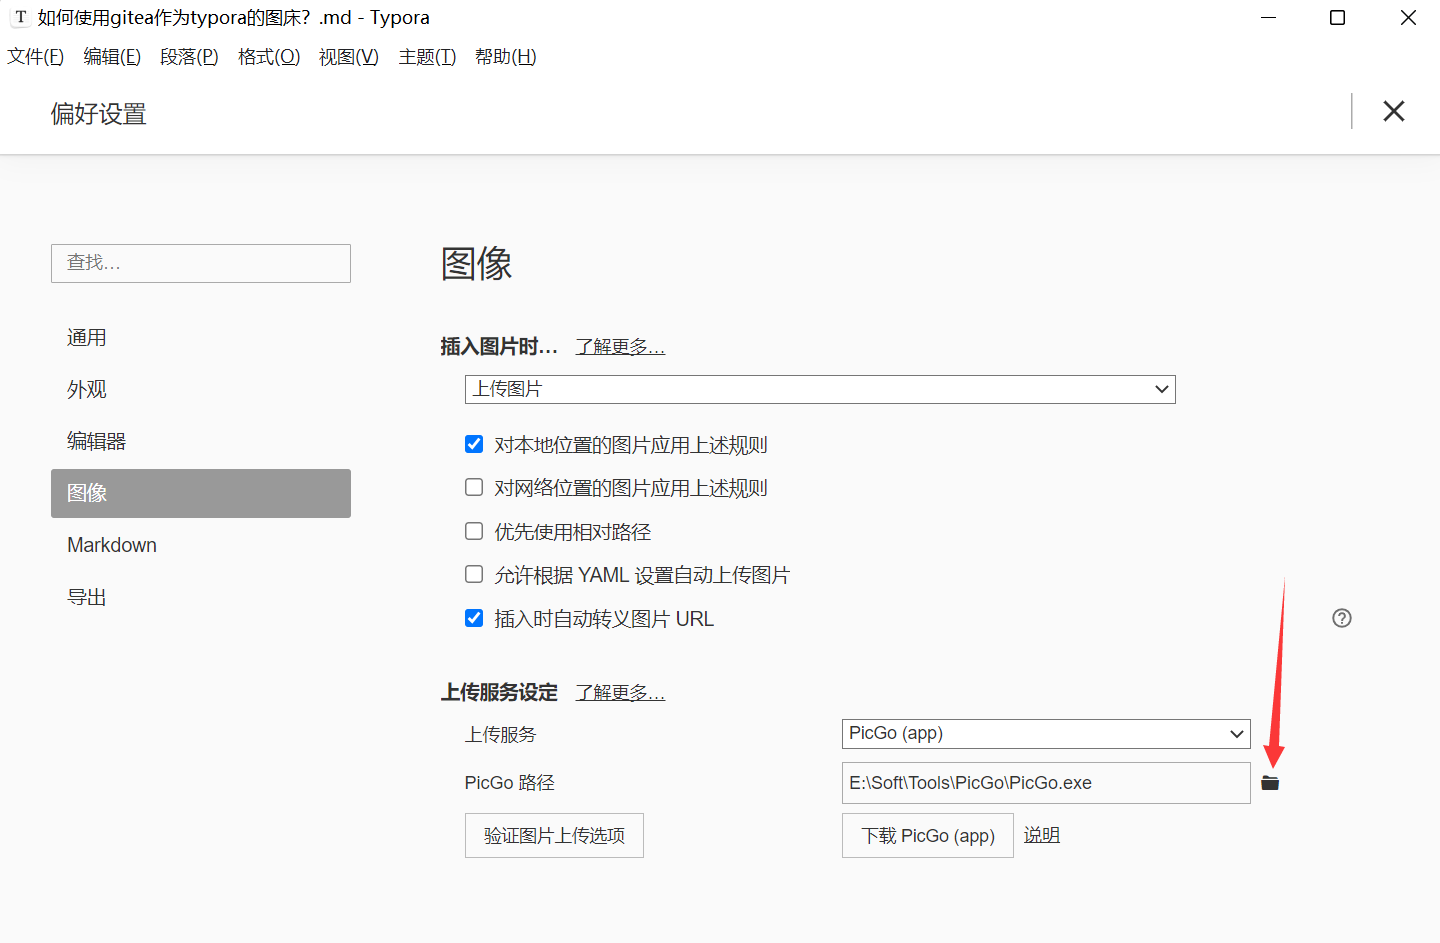 如何使用gitea作为typora的图床? .md - Typora
文件(F) 编辑(E) 段落(P) 格式(O) 视图(V) 主题(T) 帮助(H)
偏好设置
查找…
通用
外观
编辑器
图像
Markdown
导出
图像
插入图片时… 了解更多…
上传图片
对本地位置的图片应用上述规则
对网络位置的图片应用上述规则
优先使用相对路径
允许根据 YAML 设置自动上传图片
插入时自动转义图片 URL
上传服务设定 了解更多…
上传服务 PicGo (app)
PicGo 路径 E:\Soft\Tools\PicGo\PicGo.exe
验证图片上传选项 下载 PicGo (app) 说明